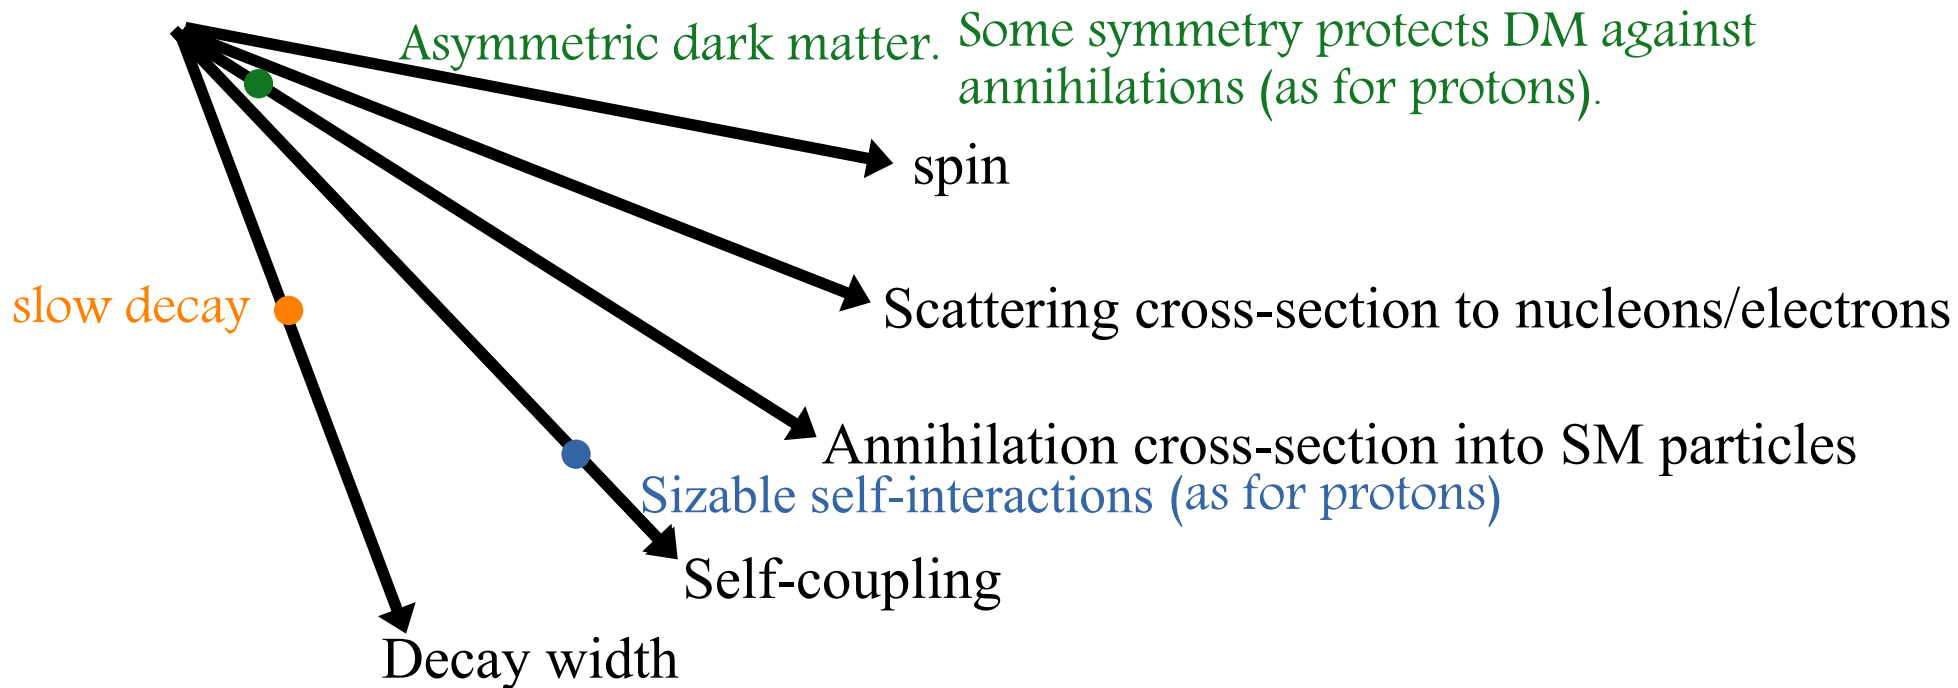 Asymmetric dark matter. Some symmetry protects DM against
annihilations (as for protons).
spin
slow decay
Scattering cross-section to nucleons/electrons
Annihilation cross-section into SM particles
Sizable self-interactions (as for protons)
Self-coupling
Decay width